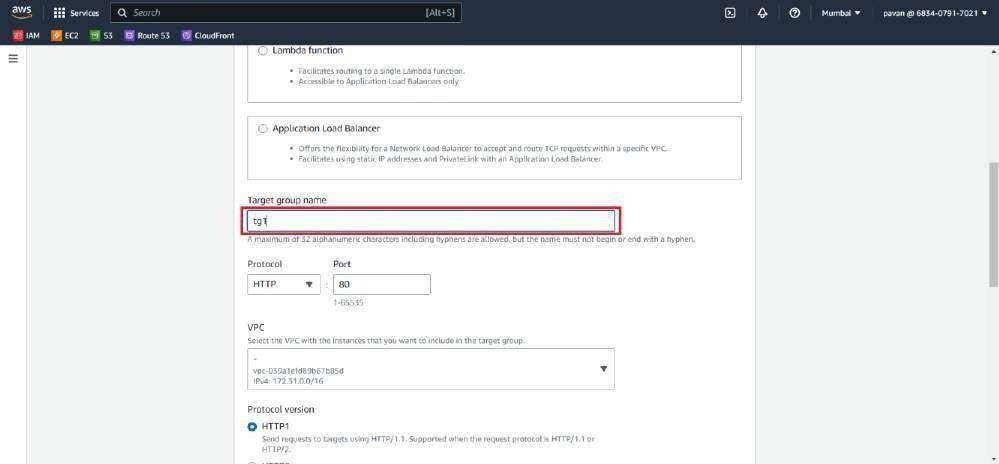 aws
Services
Search
[Alt+S]
Mumbai
pavan @ 6834-0791-7021
IAM
EC2
S3
Route 53
CloudFront
Lambda function
Facilitates routing to a single Lambda function.
Accessible to Application Load Balancers only.
Application Load Balancer
Offers the flexibility for a Network Load Balancer to accept and route TCP requests within a specific VPC.
Facilitates using static IP addresses and PrivateLink with an Application Load Balancer.
Target group name
tg1
A maximum of 32 alphanumeric characters including hyphens are allowed, but the name must not begin or end with a hyphen.
Protocol
Port
HTTP
:
80
1-65535
VPC
Select the VPC with the instances that you want to include in the target group.
-
IPv4: 172.31.0.0/16
Protocol version
HTTP1
Send requests to targets using HTTP/1.1. Supported when the request protocol is HTTP/1.1 or
HTTP/2.